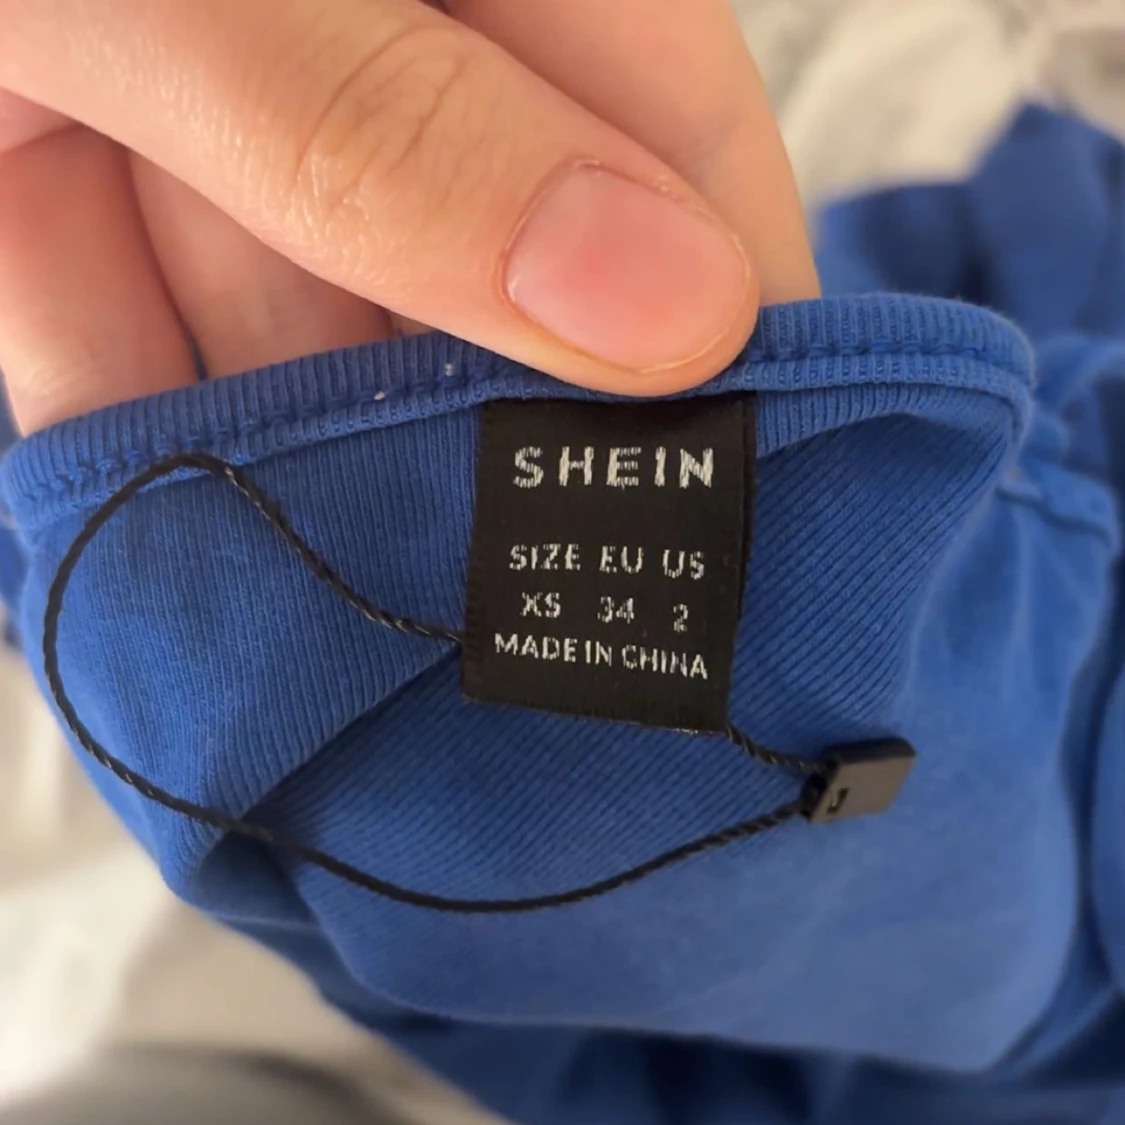 SHEIN
SIZE EU US
XS 34 2
MADE IN CHINA